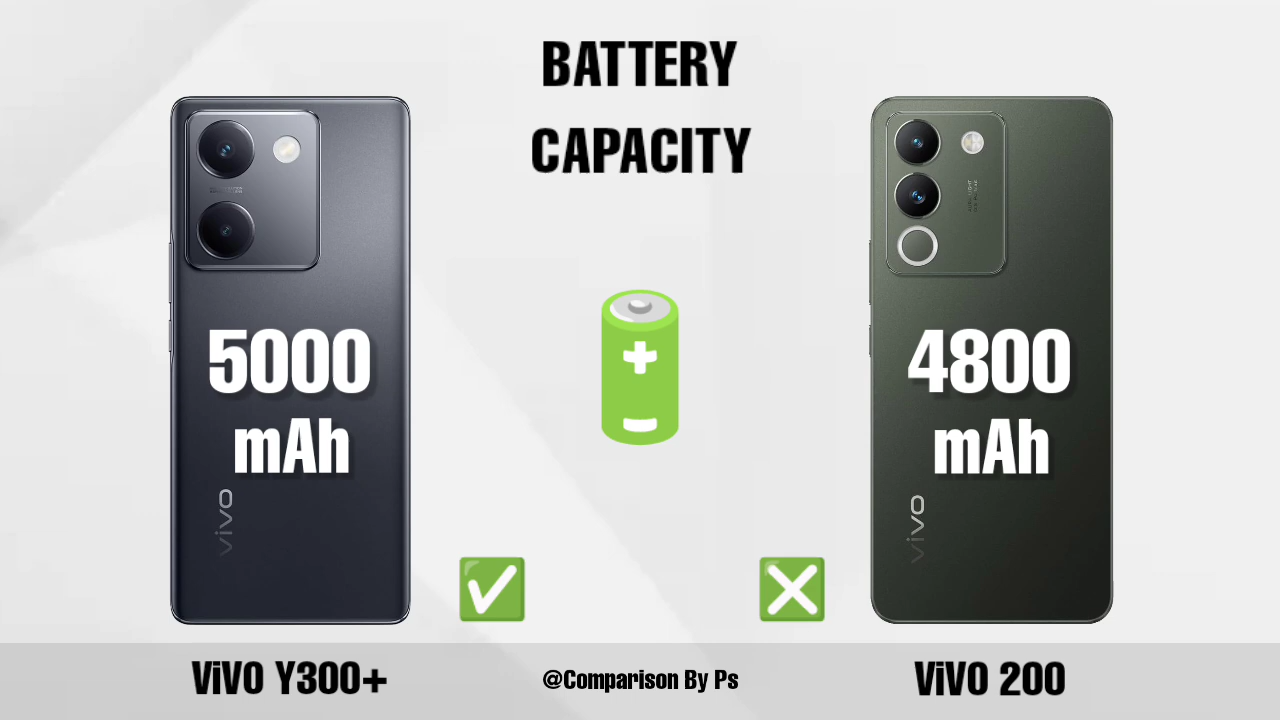 BATTERY
CAPACITY
5000
mAh
4800
mAh
vivo
vivo
ViVO Y300+
@Comparison By Ps
ViVO 200